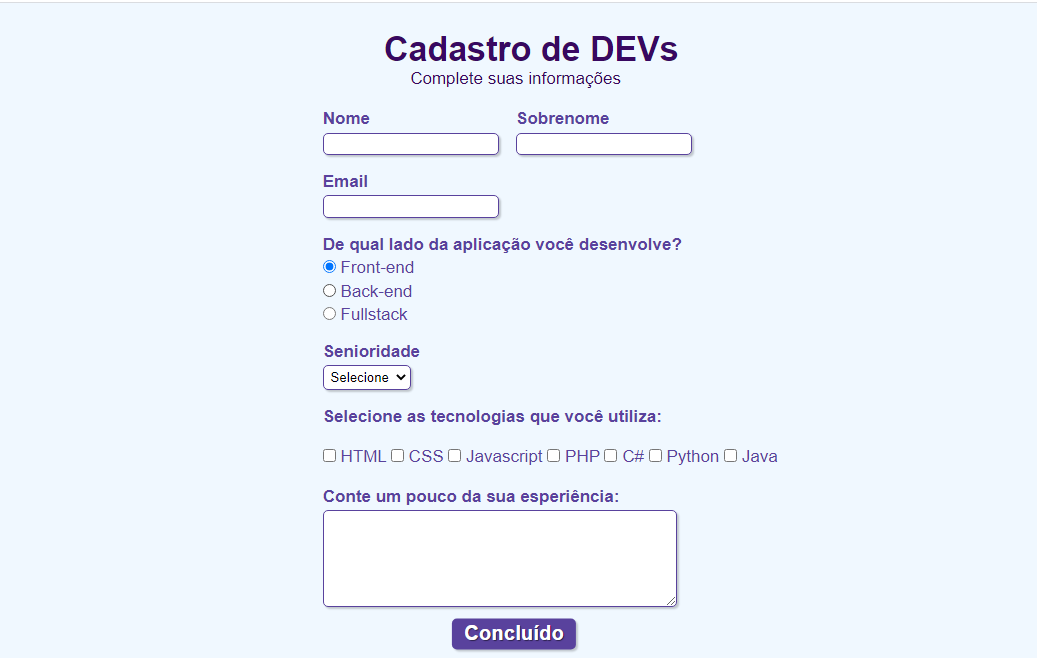 Cadastro de DEVs
Complete suas informações
Nome Sobrenome
Email
De qual lado da aplicação você desenvolve?
Front-end
Back-end
Fullstack
Senioridade
Selecione
Selecione as tecnologias que você utiliza:
HTML CSS Javascript PHP C# Python Java
Conte um pouco da sua esperiência:
Concluído